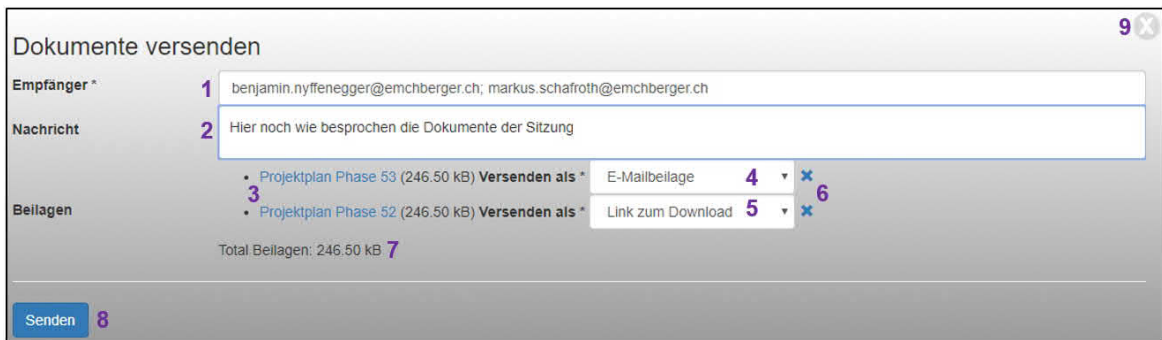 9
Dokumente versenden
Empfänger * 1 benjamin.nyffenegger@emchberger.ch; markus.schafroth@emchberger.ch
Nachricht 2 Hier noch wie besprochen die Dokumente der Sitzung
• Projektplan Phase 53 (246.50 kB) Versenden als * E-Mailbeilage 4
3 6
Beilagen • Projektplan Phase 52 (246.50 kB) Versenden als * Link zum Download 5
Total Beilagen: 246.50 kB 7
Senden 8